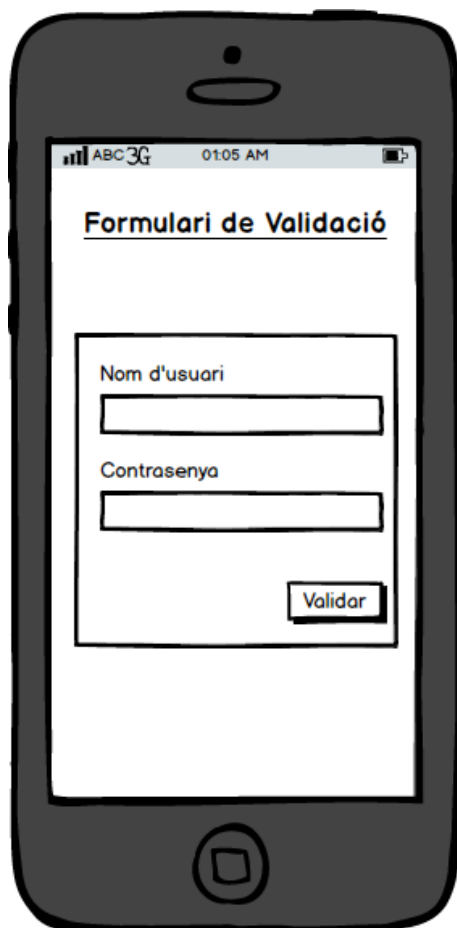 ABC 3G 01:05 AM
Formulari de Validació
Nom d'usuari
Contrasenya
Validar